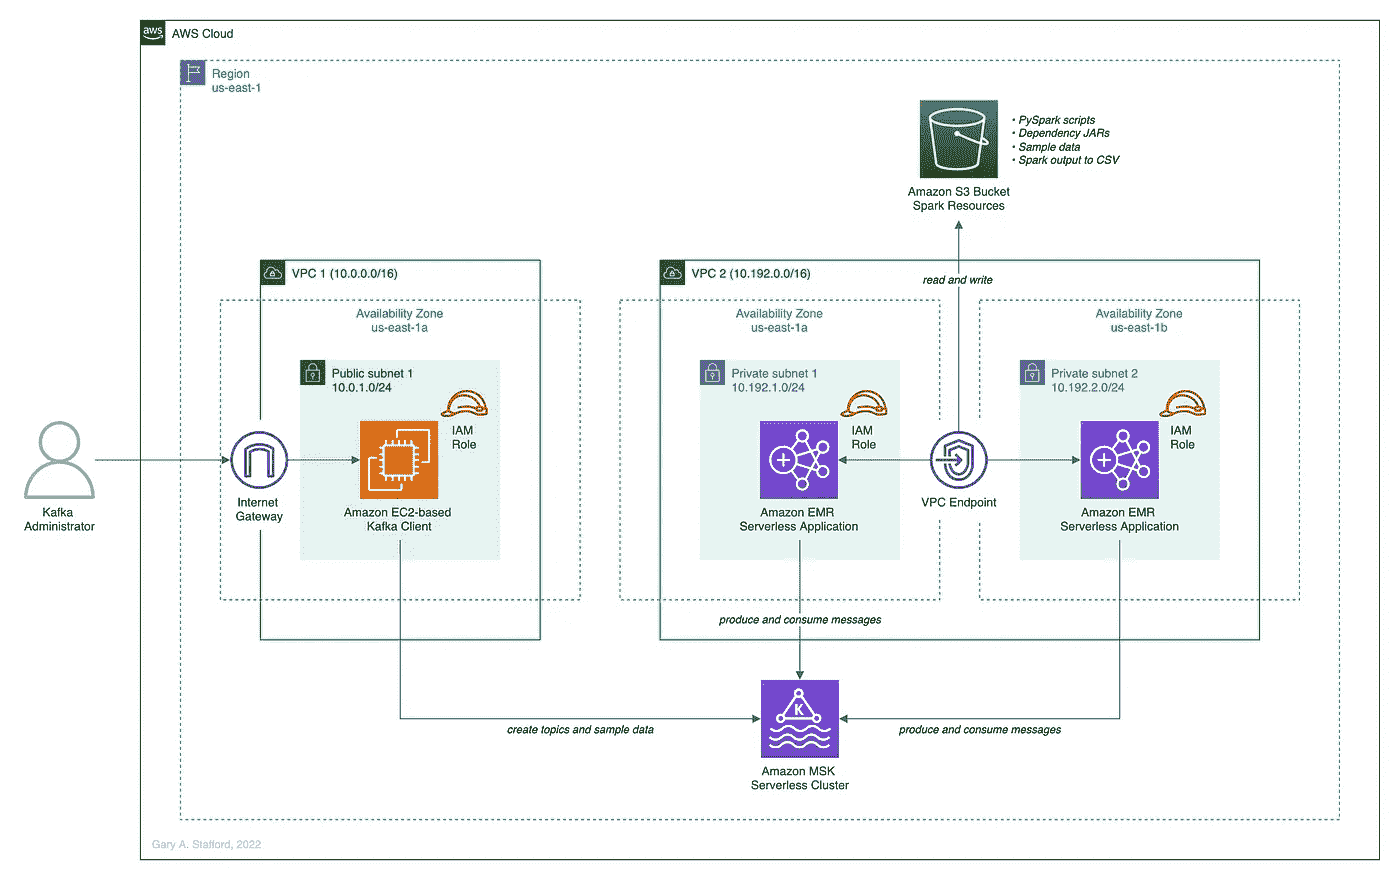 aws
AWS Cloud
Region
us-east-1
• PySpark scripts
• Dependency JARs
• Sample data
• Spark output to CSV
Amazon S3 Bucket
Spark Resources
VPC 1 (10.0.0.0/16)
VPC 2 (10.192.0.0/16)
read and write
Availability Zone
us-east-1a
Availability Zone
us-east-1a
Availability Zone
us-east-1b
Public subnet 1
10.0.1.0/24
Private subnet 1
10.192.1.0/24
Private subnet 2
10.192.2.0/24
IAM
Role
IAM
Role
IAM
Role
Kafka
Administrator
Internet
Gateway
Amazon EC2-based
Kafka Client
Amazon EMR
Serverless Application
VPC Endpoint
Amazon EMR
Serverless Application
produce and consume messages
K
create topics and sample data
produce and consume messages
Amazon MSK
Serverless Cluster
Gary A. Stafford, 2022